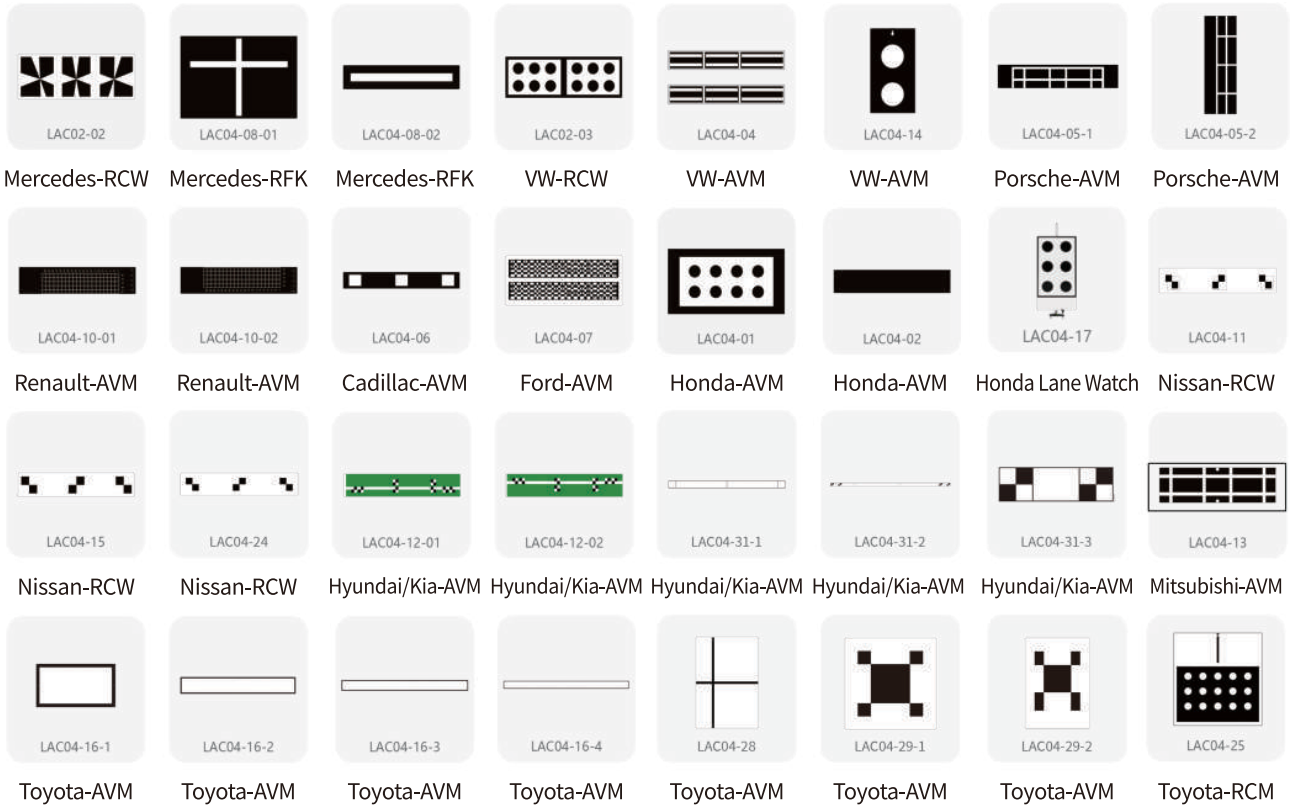 LAC02-02 LAC04-08-01 LAC04-08-02 LAC02-03 LAC04-04 LAC04-14 LAC04-05-1 LAC04-05-2
Mercedes-RCW Mercedes-RFK Mercedes-RFK VW-RCW VW-AVM VW-AVM Porsche-AVM Porsche-AVM
LAC04-10-01 LAC04-10-02 LAC04-06 LAC04-07 LAC04-01 LAC04-02 LAC04-17 LAC04-11
Renault-AVM Renault-AVM Cadillac-AVM Ford-AVM Honda-AVM Honda-AVM Honda Lane Watch Nissan-RCW
LAC04-15 LAC04-24 LAC04-12-01 LAC04-12-02 LAC04-31-1 LAC04-31-2 LAC04-31-3 LAC04-13
Nissan-RCW Nissan-RCW Hyundai/Kia-AVM Hyundai/Kia-AVM Hyundai/Kia-AVM Hyundai/Kia-AVM Hyundai/Kia-AVM Mitsubishi-AVM
LAC04-16-1 LAC04-16-2 LAC04-16-3 LAC04-16-4 LAC04-28 LAC04-29-1 LAC04-29-2 LAC04-25
Toyota-AVM Toyota-AVM Toyota-AVM Toyota-AVM Toyota-AVM Toyota-AVM Toyota-AVM Toyota-RCM